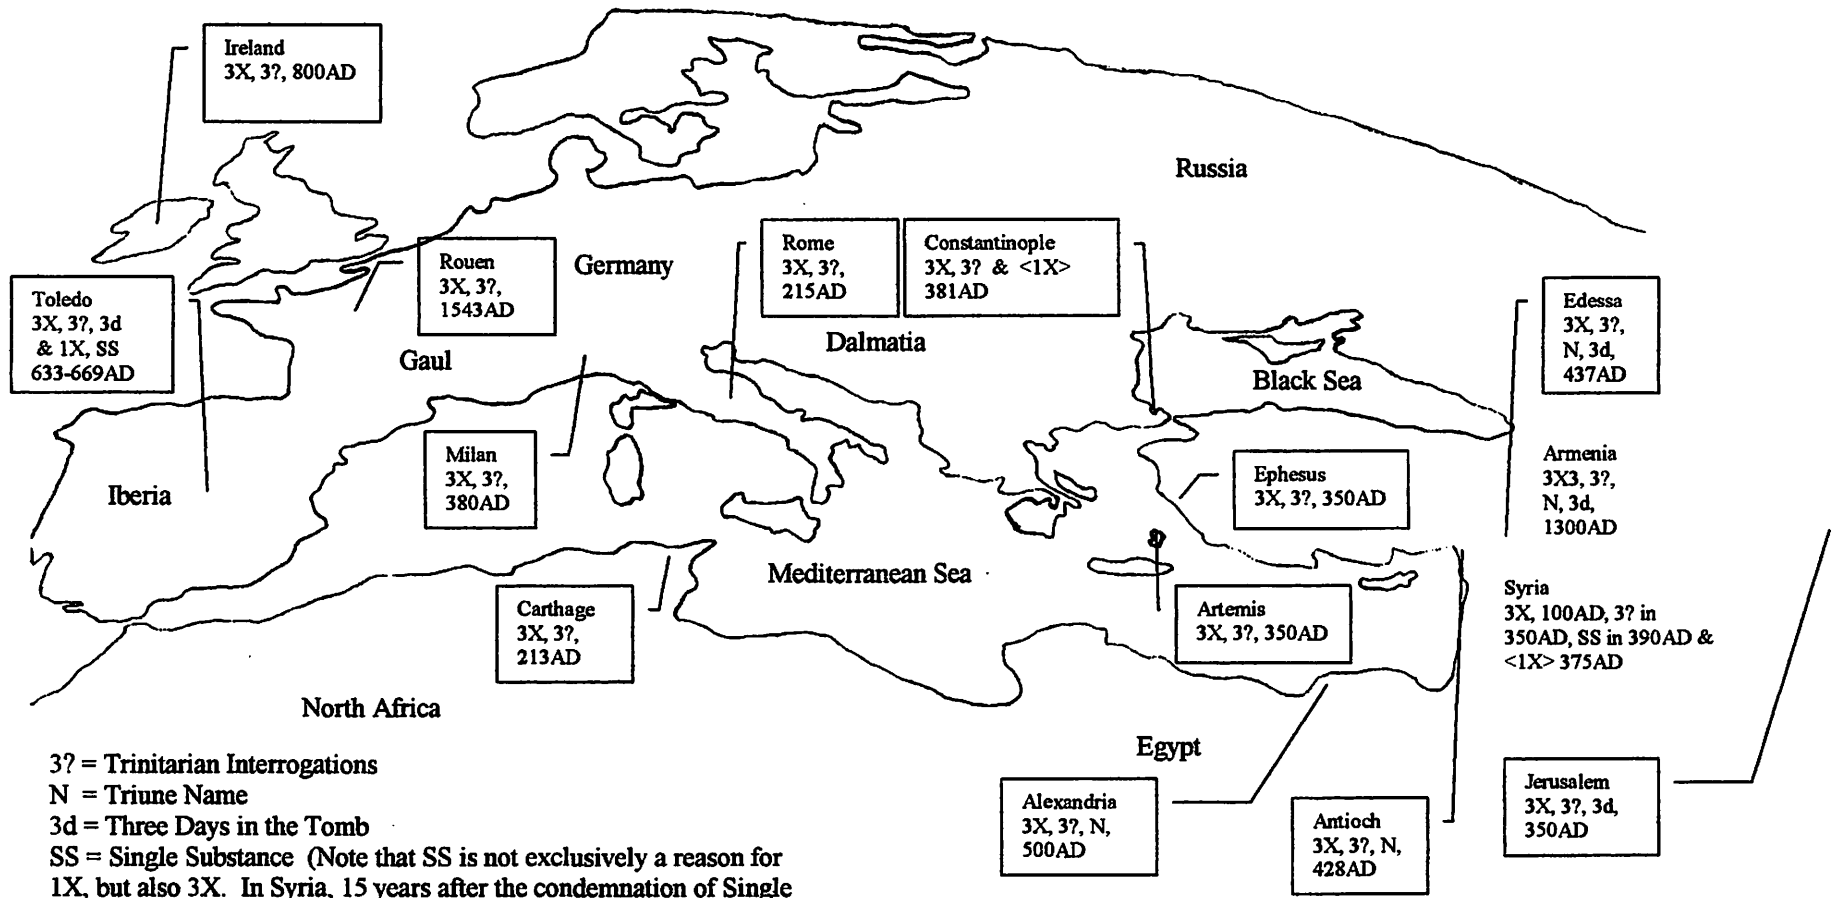 Ireland
3X, 3?, 800AD
Russia
Rouen
3X, 3?,
1543AD
Germany
Rome
3X, 3?,
215AD
Constantinople
3X, 3? & <1X>
381AD
Toledo
3X, 3?, 3d
& 1X, SS
633-669AD
Edessa
3X, 3?,
N, 3d,
437AD
Gaul
Dalmatia
Black Sea
Milan
3X, 3?,
380AD
Iberia
Ephesus
3X, 3?, 350AD
Armenia
3X3, 3?,
N, 3d,
1300AD
Mediterranean Sea
Carthage
3X, 3?,
213AD
Artemis
3X, 3?, 350AD
Syria
3X, 100AD, 3? in
350AD, SS in 390AD &
<1X> 375AD
North Africa
Egypt
Alexandria
3X, 3?, N,
500AD
Antioch
3X, 3?, N,
428AD
Jerusalem
3X, 3?, 3d,
350AD
3? = Trinitarian Interrogations
N = Triune Name
3d = Three Days in the Tomb
SS = Single Substance (Note that SS is not exclusively a reason for
1X, but also 3X. In Syria, 15 years after the condemnation of Single